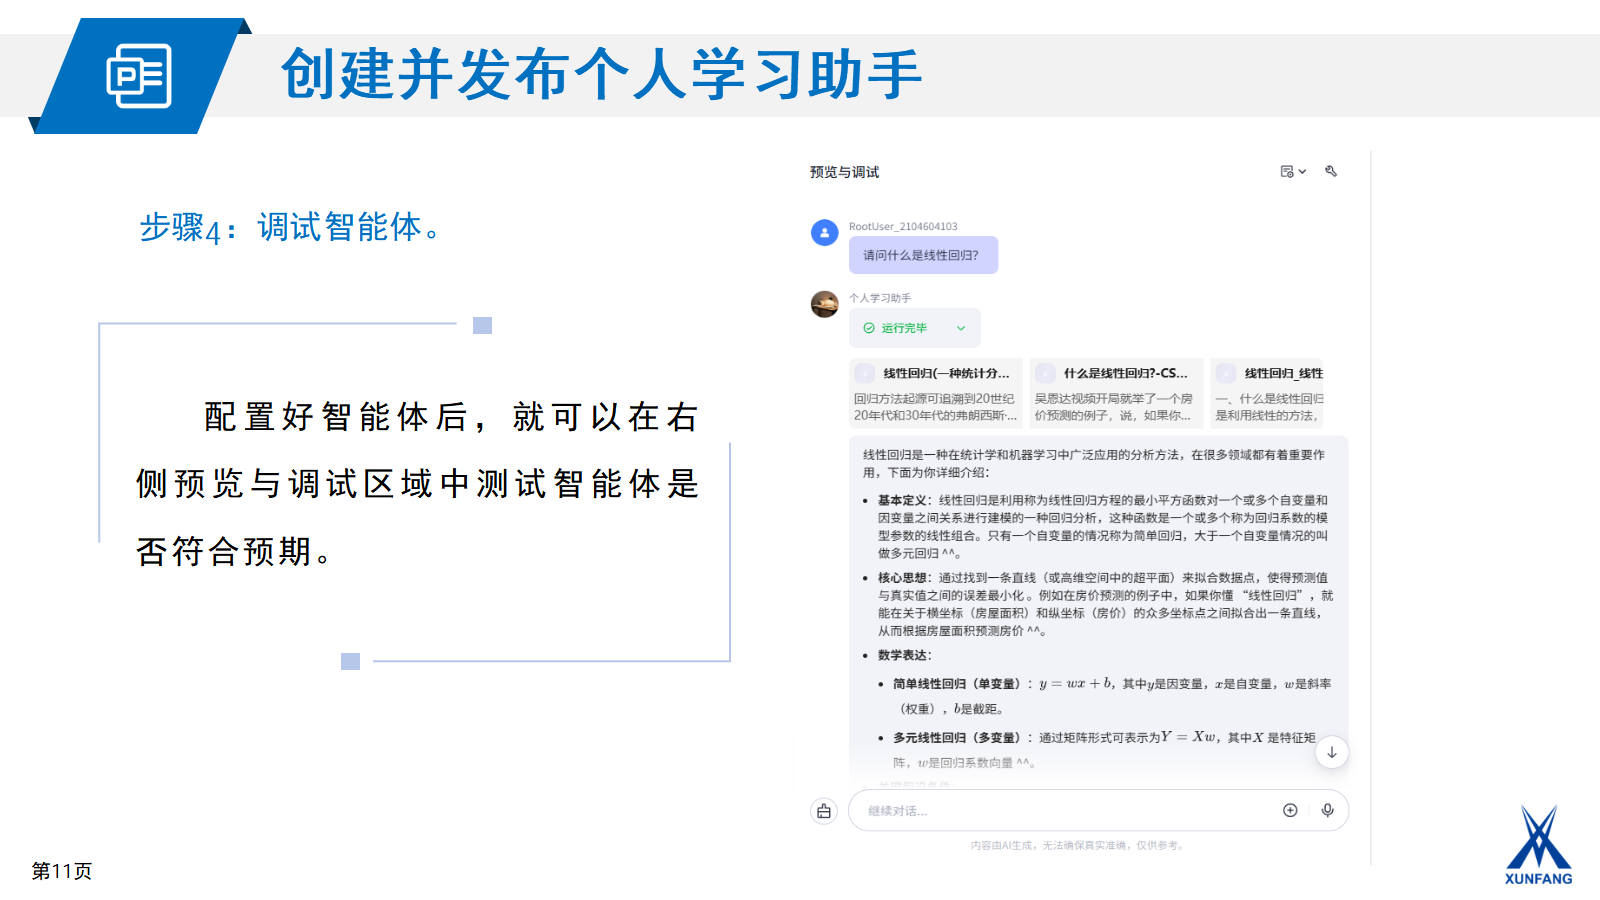 创建并发布个人学习助手
步骤4：调试智能体。
配置好智能体后，就可以在右
侧预览与调试区域中测试智能体是
否符合预期。
预览与调试
RootUser_2104604103
请问什么是线性回归？
个人学习助手
运行完毕
线性回归(一种统计分...
回归方法起源可追溯到20世纪
20年代和30年代的弗朗西斯·...
什么是线性回归?-CS...
吴恩达视频开局就举了一个房
价预测的例子，说，如果你...
线性回归_线性
一、什么是线性回归
是利用线性的方法，
线性回归是一种在统计学和机器学习中广泛应用的分析方法，在很多领域都有着重要作
用，下面为你详细介绍：
• 基本定义：线性回归是利用称为线性回归方程的最小平方函数对一个或多个自变量和
因变量之间关系进行建模的一种回归分析，这种函数是一个或多个称为回归系数的模
型参数的线性组合。只有一个自变量的情况称为简单回归，大于一个自变量情况的叫
做多元回归 ^^。
• 核心思想：通过找到一条直线（或高维空间中的超平面）来拟合数据点，使得预测值
与真实值之间的误差最小化 。例如在房价预测的例子中，如果你懂 “线性回归” ，就
能在关于横坐标（房屋面积）和纵坐标（房价）的众多坐标点之间拟合出一条直线，
从而根据房屋面积预测房价 ^^。
• 数学表达：
• 简单线性回归（单变量）：y = wx + b，其中y是因变量，x是自变量，w是斜率
（权重），b是截距。
• 多元线性回归（多变量）：通过矩阵形式可表示为Y = Xw，其中X 是特征矩
阵，w是回归系数向量 ^^。
继续对话...
内容由AI生成，无法确保真实准确，仅供参考。
第11页
XUNFANG